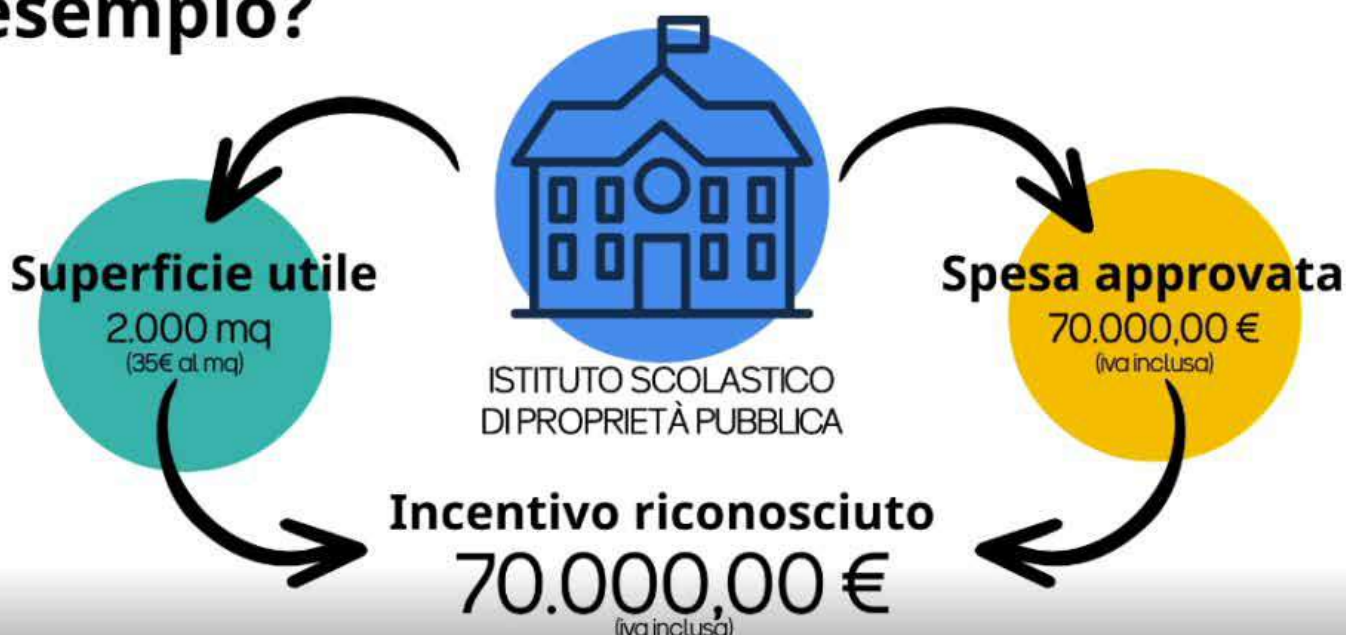 esempio?
Superficie utile
2.000 mq
(35€ al mq)
ISTITUTO SCOLASTICO
DI PROPRIETÀ PUBBLICA
Spesa approvata
70.000,00 €
(iva inclusa)
Incentivo riconosciuto
70.000,00 €
(iva inclusa)